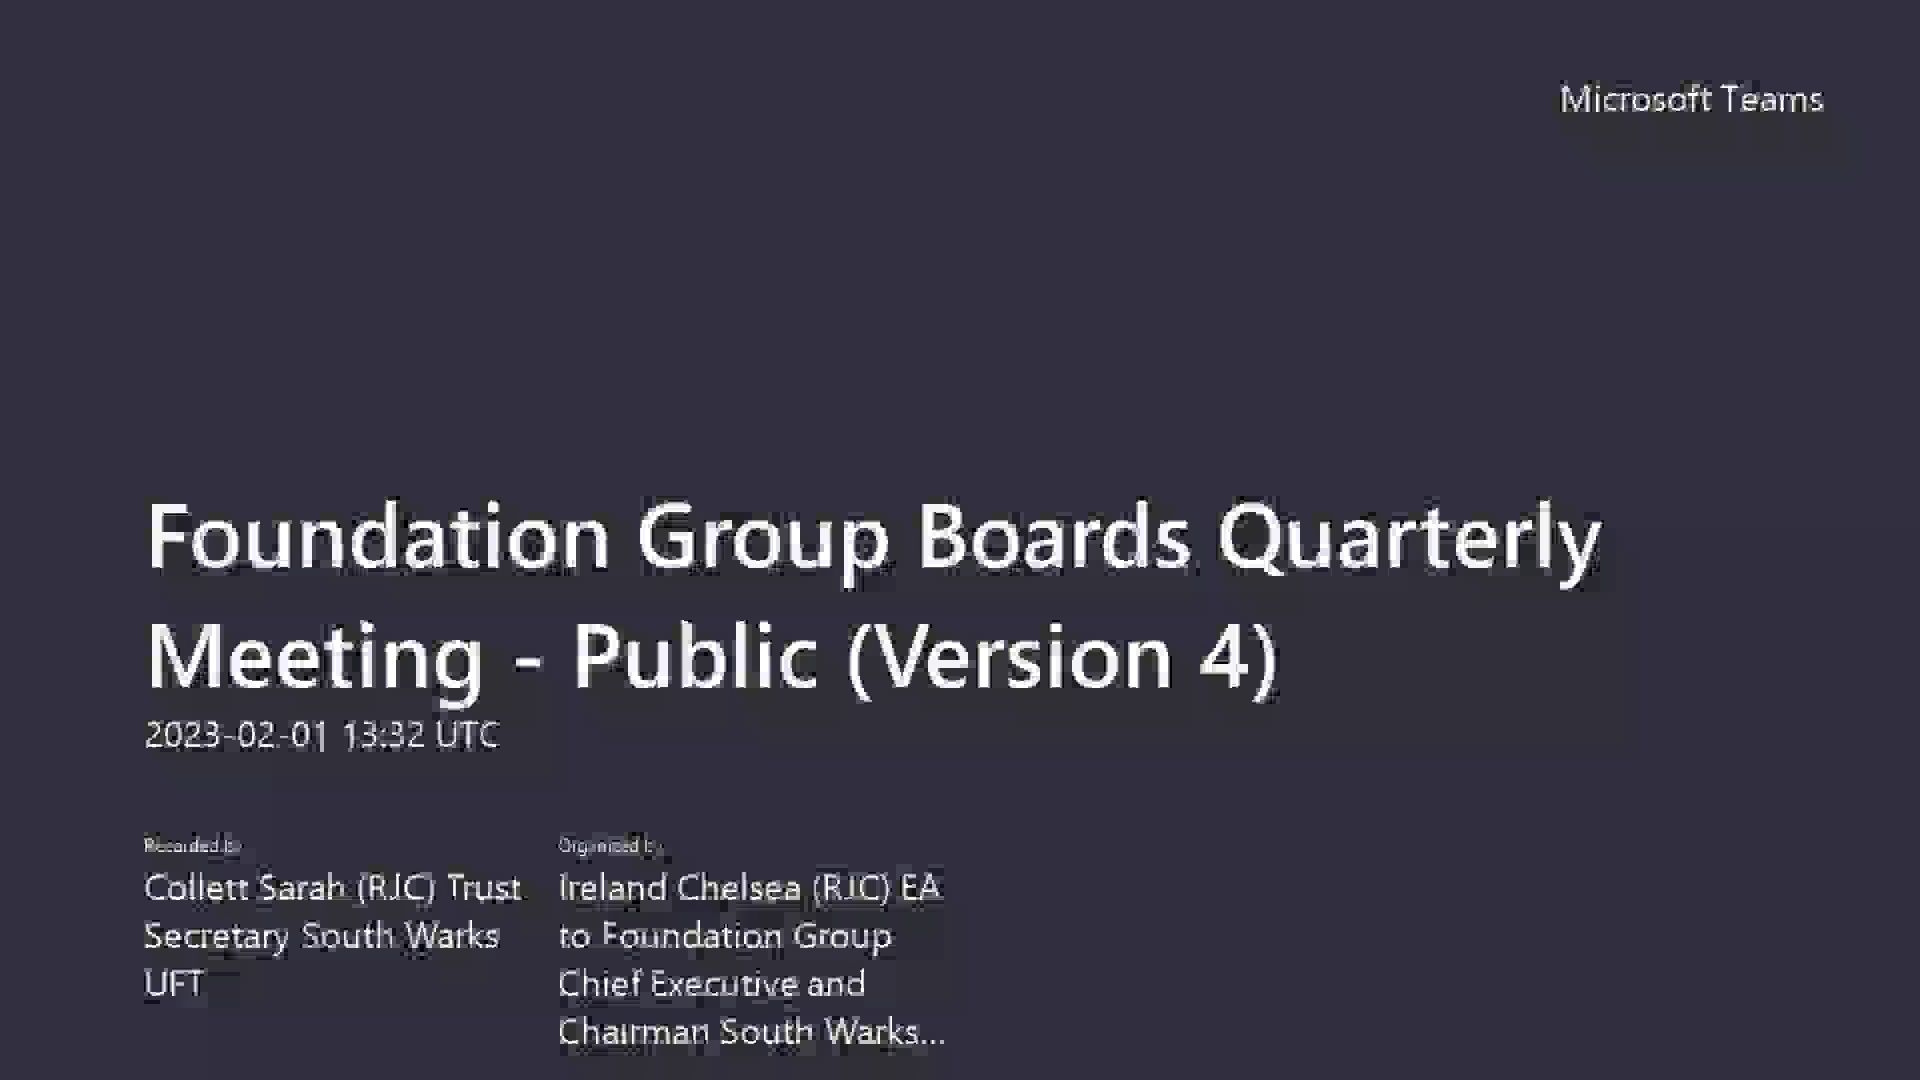 Microsoft Teams
Foundation Group Boards Quarterly
Meeting - Public (Version 4)
2023-02-01 13:32 UTC
Recorded by
Organized by
Collett Sarah (RJC) Trust
Secretary South Warks
UFT
Ireland Chelsea (RJC) EA
to Foundation Group
Chief Executive and
Chairman South Warks...